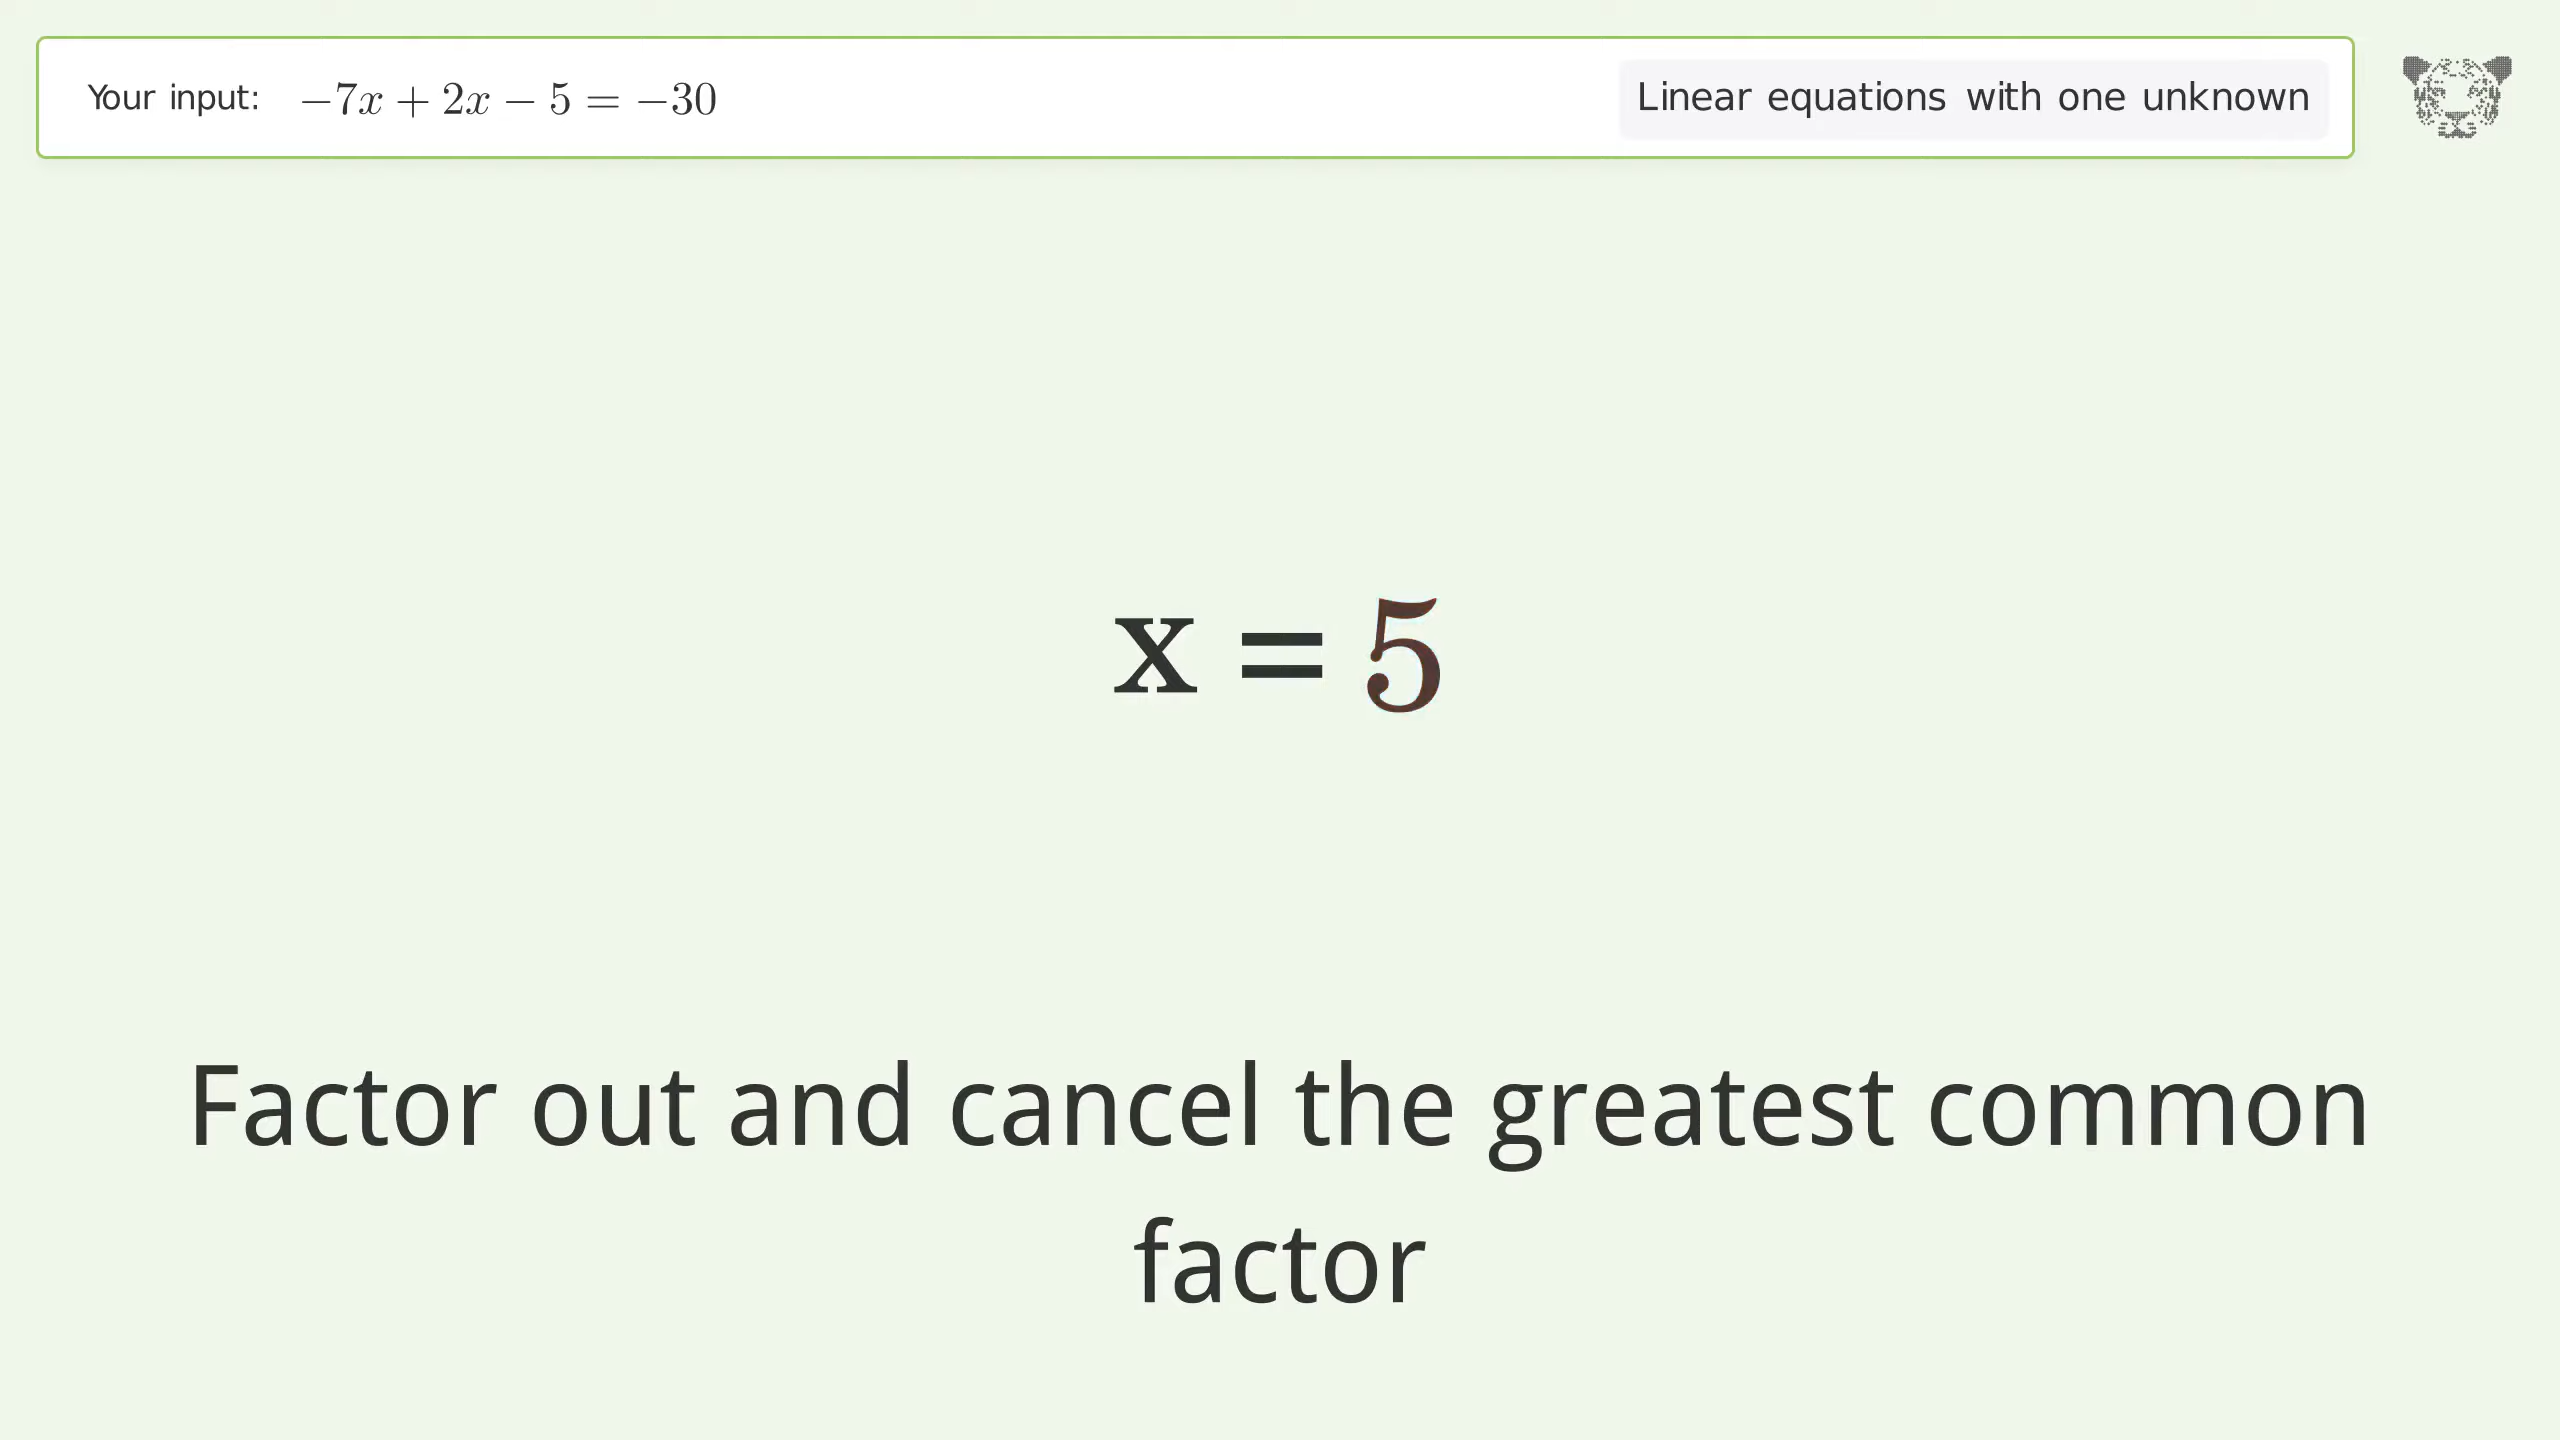 Your input: −7x + 2x − 5 = −30
Linear equations with one unknown
x = 5
Factor out and cancel the greatest common
factor